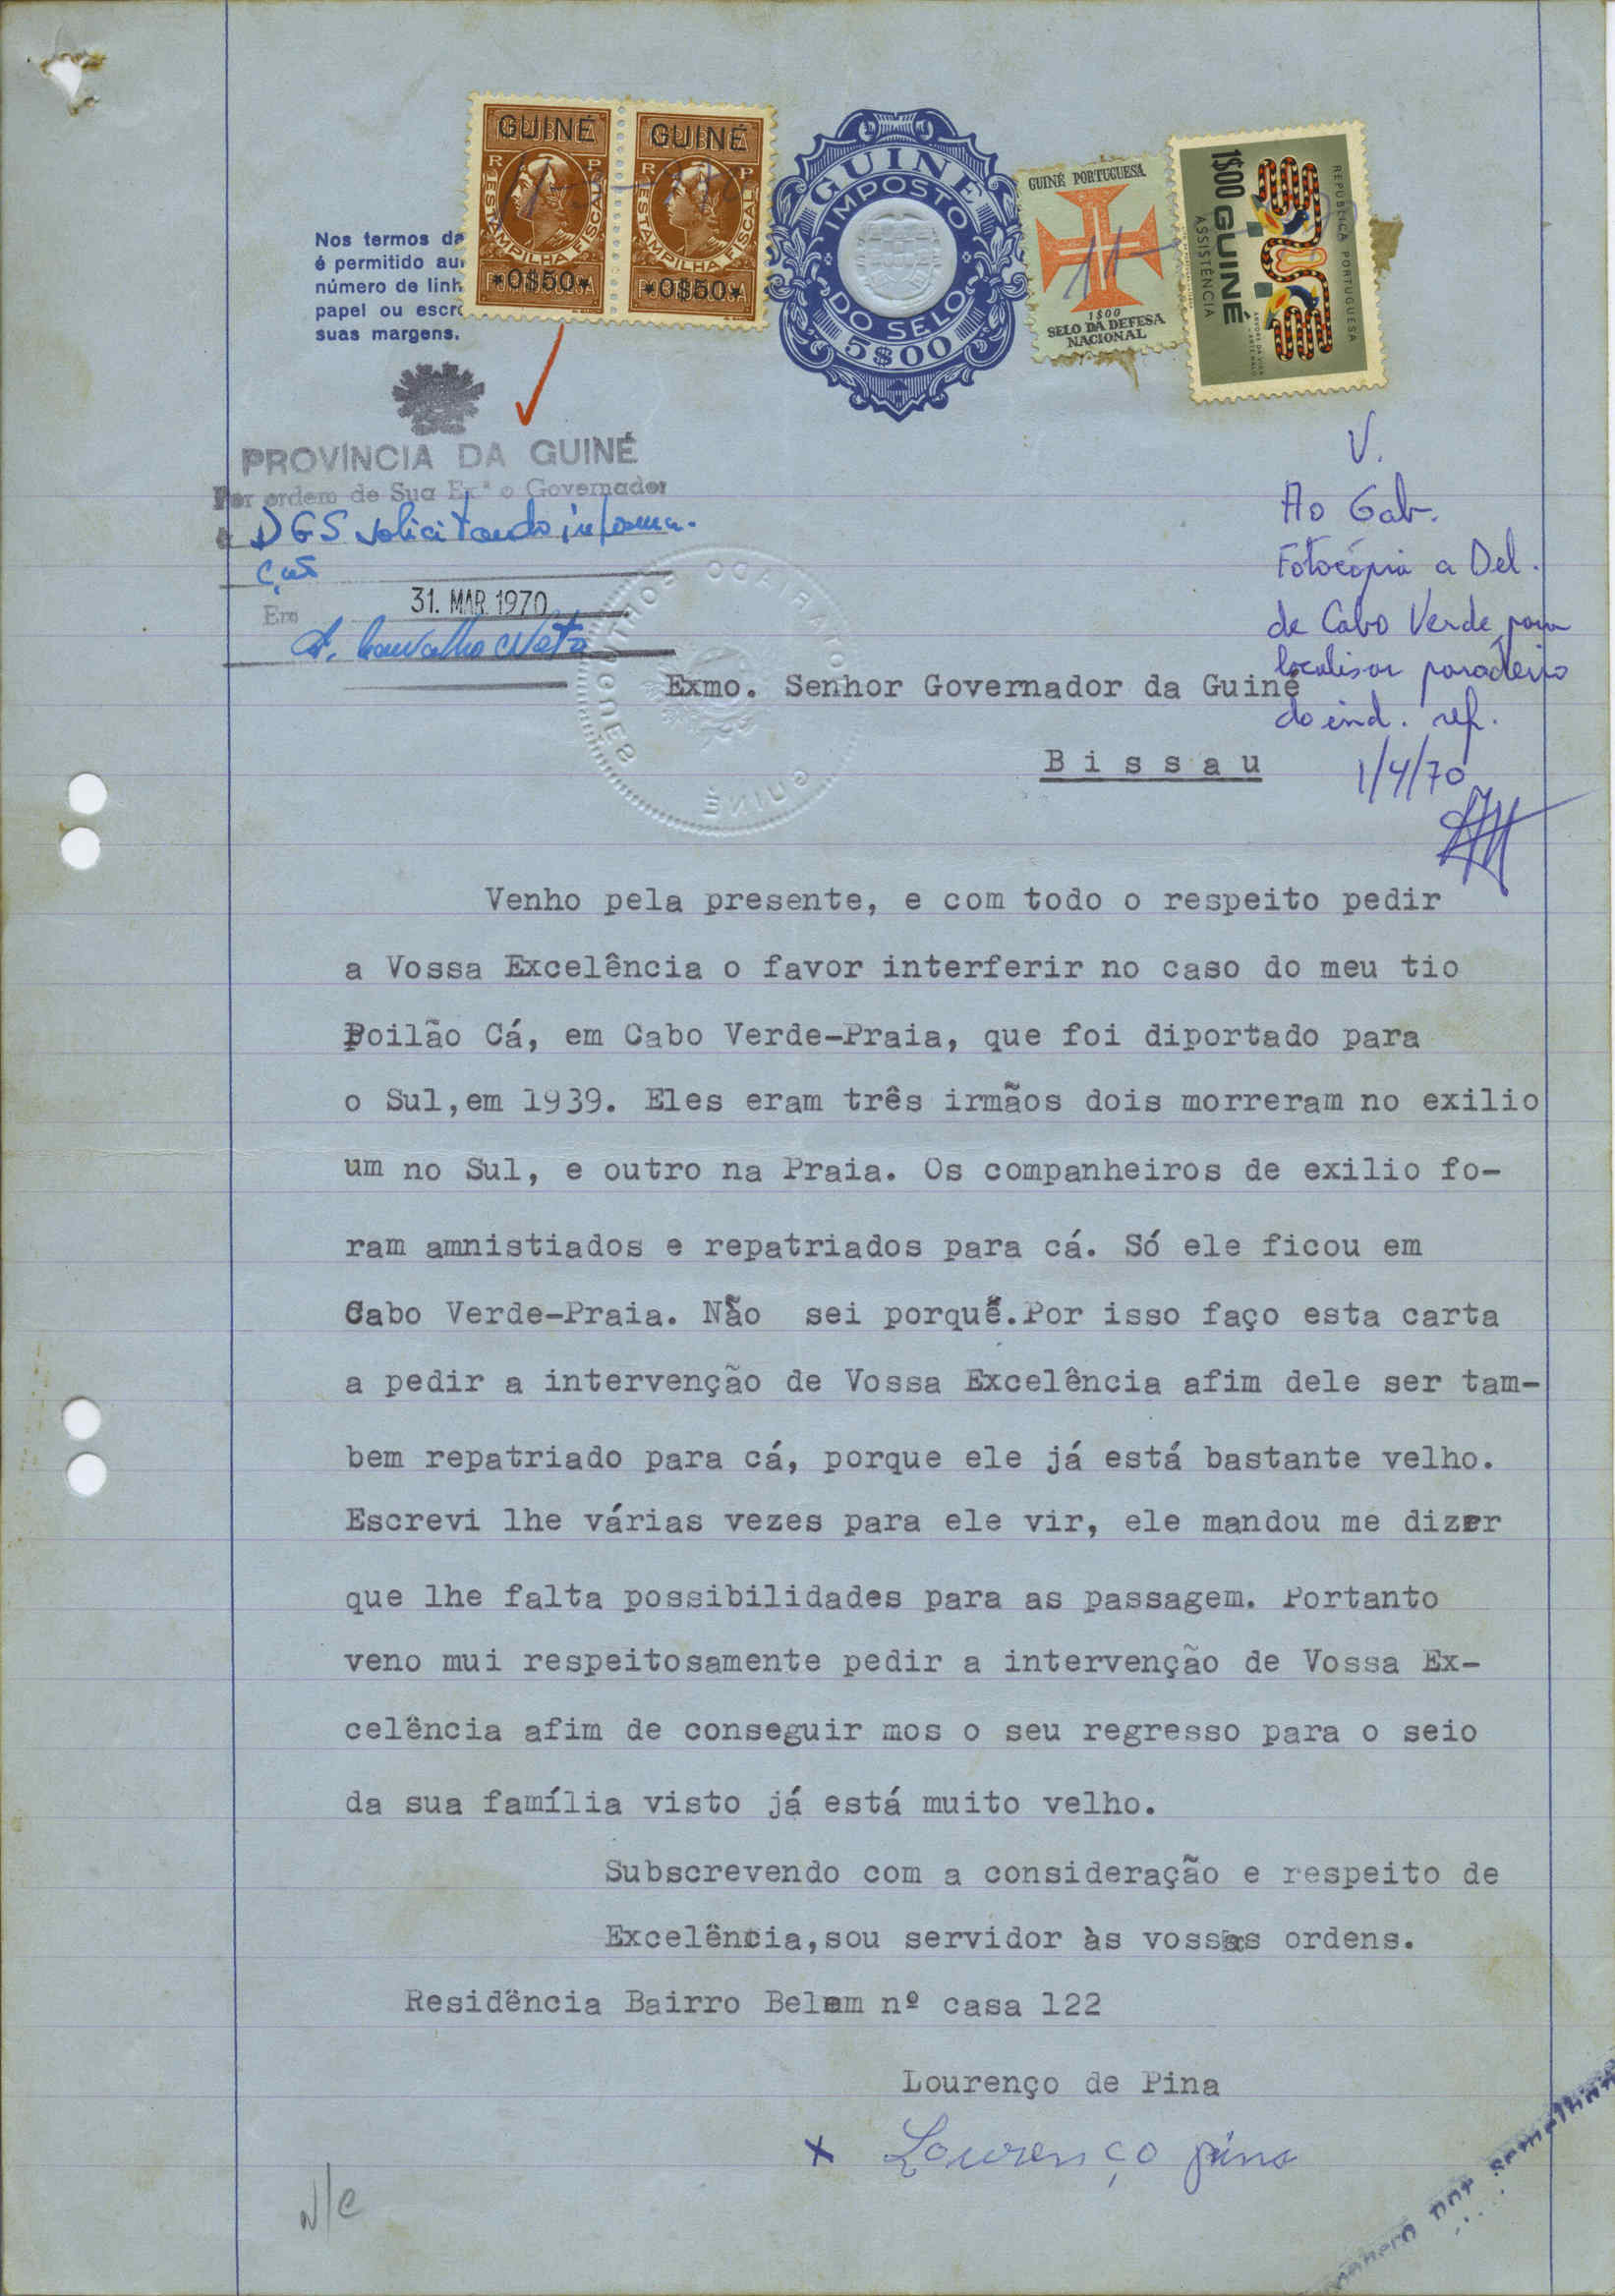 GUINÉ
R P
ESTAMPILHA FISCAL
*0$50*
GUINÉ
R P
ESTAMPILHA FISCAL
*0$50*
GUINÉ
IMPOSTO
DO SELO
5$00
GUINÉ PORTUGUESA
1$00
SELO DA DEFESA
NACIONAL
REPÚBLICA PORTUGUESA
1$00 GUINÉ
ASSISTÊNCIA
Nos termos da
é permitido au
número de linh
papel ou escr
suas margens.
PROVÍNCIA DA GUINÉ
Por ordem de Sua Exª o Governador
à DGS solicitando informa-
ção
Em 31. MAR. 1970
A. Carvalho Neto
V.
Ao Gab.
Fotocópia a Del.
de Cabo Verde para
localisar paradeiro
do ind. ref.
1/4/70
GUINÉ
Exmo. Senhor Governador da Guiné
Bissau
Venho pela presente, e com todo o respeito pedir
a Vossa Excelência o favor interferir no caso do meu tio
Poilão Cá, em Cabo Verde-Praia, que foi diportado para
o Sul,em 1939. Eles eram três irmãos dois morreram no exilio
um no Sul, e outro na Praia. Os companheiros de exilio fo-
ram amnistiados e repatriados para cá. Só ele ficou em
Cabo Verde-Praia. Não sei porquê.Por isso faço esta carta
a pedir a intervenção de Vossa Excelência afim dele ser tam-
bem repatriado para cá, porque ele já está bastante velho.
Escrevi lhe várias vezes para ele vir, ele mandou me dizer
que lhe falta possibilidades para as passagem. Portanto
veno mui respeitosamente pedir a intervenção de Vossa Ex-
celência afim de conseguir mos o seu regresso para o seio
da sua família visto já está muito velho.
Subscrevendo com a consideração e respeito de
Excelência,sou servidor às vossas ordens.
Residência Bairro Belem nº casa 122
Lourenço de Pina
x Lourenço pina
N/C
por semelhan